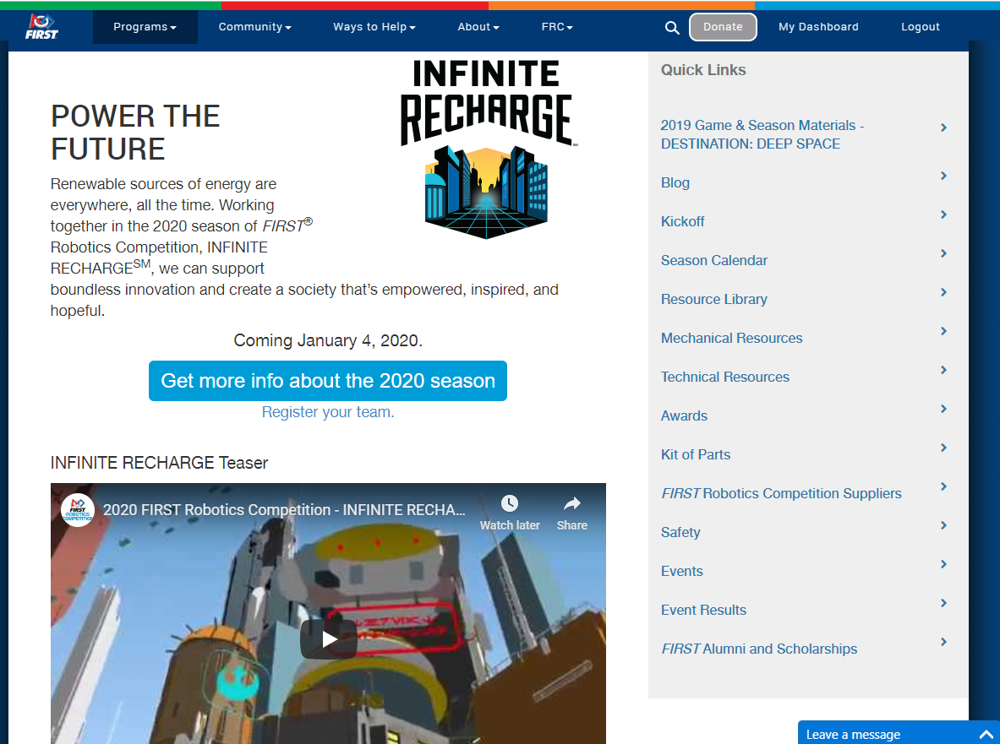 FIRST
Programs
Community
Ways to Help
About
FRC
Donate
My Dashboard
Logout
INFINITE
RECHARGE
POWER THE
FUTURE
Renewable sources of energy are
everywhere, all the time. Working
together in the 2020 season of FIRST®
Robotics Competition, INFINITE
RECHARGE℠, we can support
boundless innovation and create a society that’s empowered, inspired, and
hopeful.
Coming January 4, 2020.
Get more info about the 2020 season
Register your team.
INFINITE RECHARGE Teaser
FIRST
ROBOTICS
COMPETITION
2020 FIRST Robotics Competition - INFINITE RECHA...
Watch later
Share
Quick Links
2019 Game & Season Materials -
DESTINATION: DEEP SPACE
Blog
Kickoff
Season Calendar
Resource Library
Mechanical Resources
Technical Resources
Awards
Kit of Parts
FIRST Robotics Competition Suppliers
Safety
Events
Event Results
FIRST Alumni and Scholarships
Leave a message